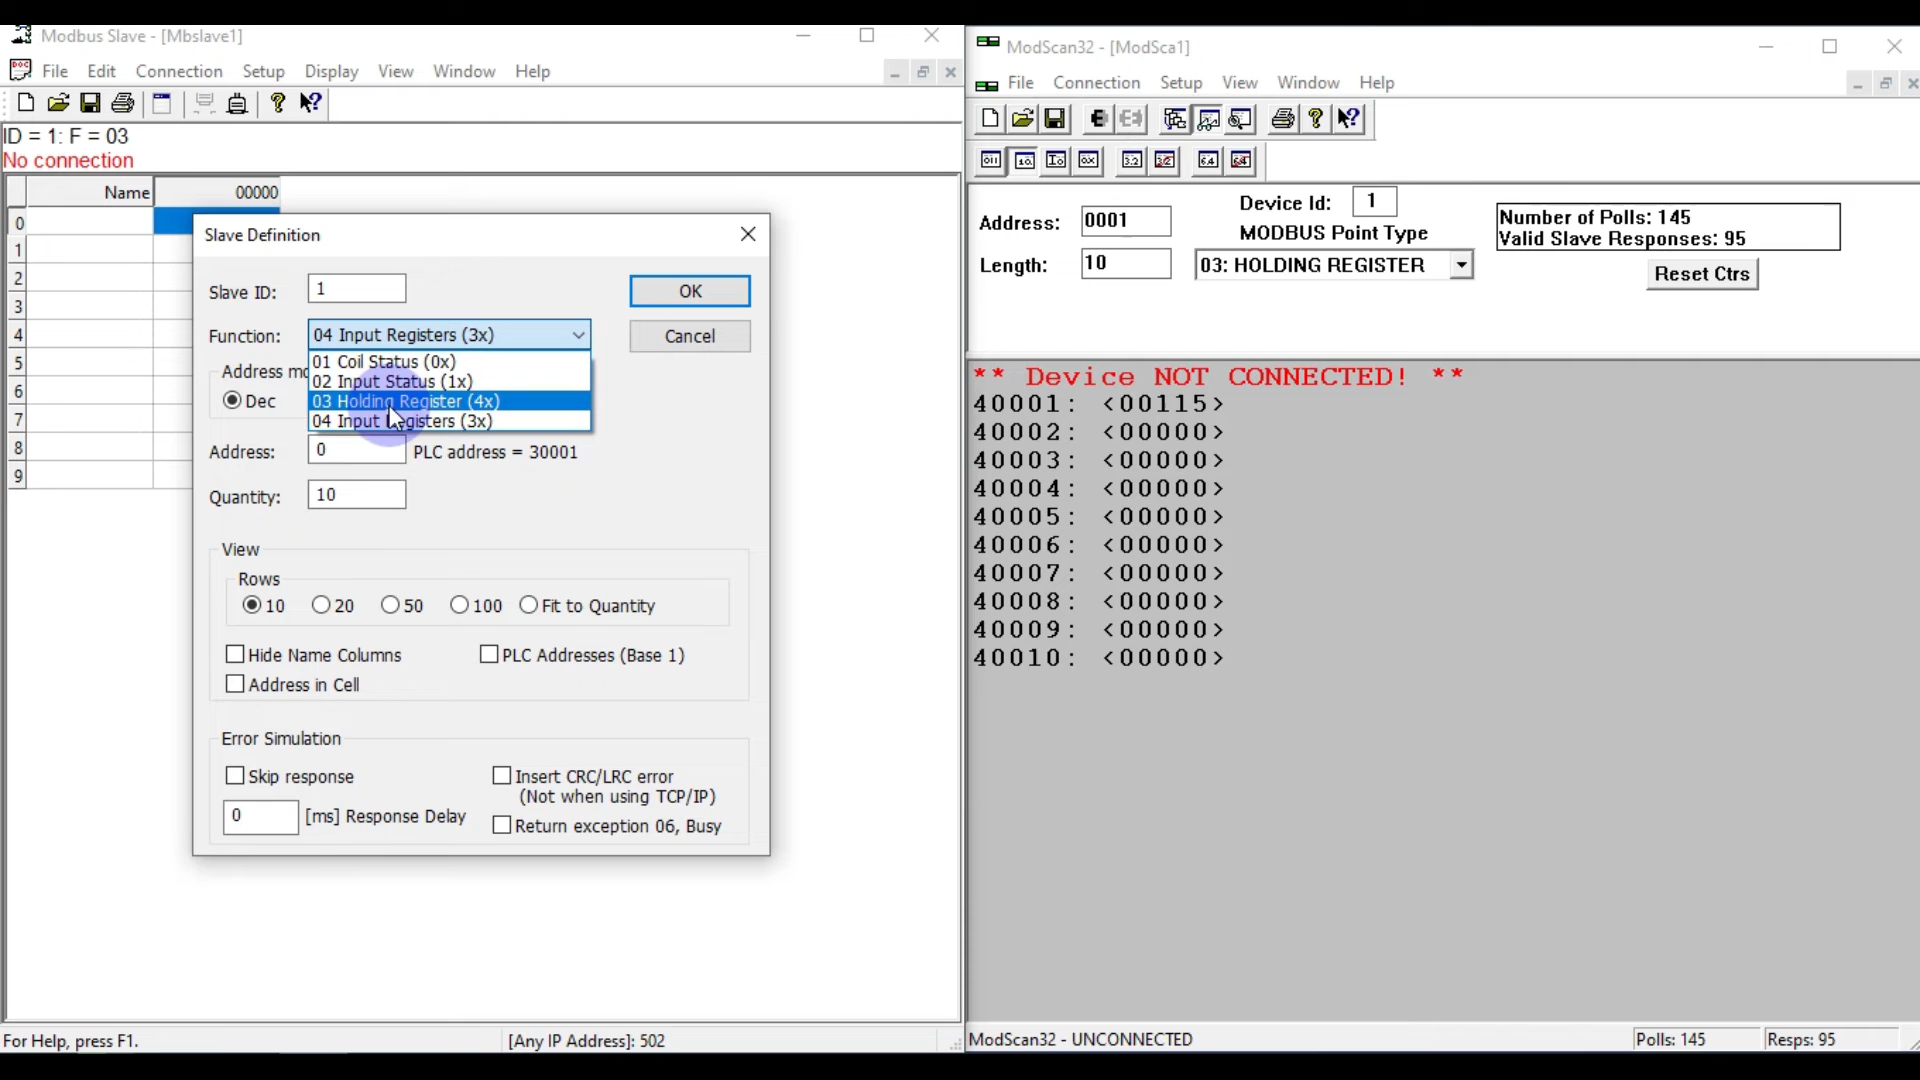 Modbus Slave - [Mbslave1]
File Edit Connection Setup Display View Window Help
ID = 1: F = 03
No connection
Name 00000
0
1
2
3
4
5
6
7
8
9
Slave Definition
Slave ID: 1 OK
Function: 04 Input Registers (3x) Cancel
01 Coil Status (0x)
02 Input Status (1x)
03 Holding Register (4x)
04 Input Registers (3x)
Address mo
Dec
Address: 0 PLC address = 30001
Quantity: 10
View
Rows
10 20 50 100 Fit to Quantity
Hide Name Columns PLC Addresses (Base 1)
Address in Cell
Error Simulation
Skip response Insert CRC/LRC error
(Not when using TCP/IP)
0 [ms] Response Delay
Return exception 06, Busy
For Help, press F1. [Any IP Address]: 502
ModScan32 - [ModSca1]
File Connection Setup View Window Help
Address: 0001
Device Id: 1
MODBUS Point Type
Length: 10 03: HOLDING REGISTER
Number of Polls: 145
Valid Slave Responses: 95
Reset Ctrs
** Device NOT CONNECTED! **
40001: <00115>
40002: <00000>
40003: <00000>
40004: <00000>
40005: <00000>
40006: <00000>
40007: <00000>
40008: <00000>
40009: <00000>
40010: <00000>
ModScan32 - UNCONNECTED Polls: 145 Resps: 95